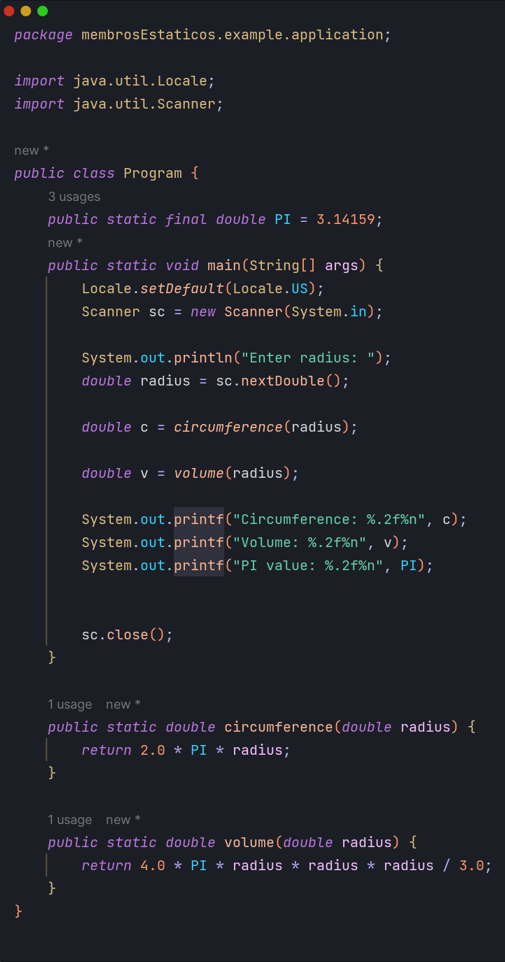 package membrosEstaticos.example.application;
import java.util.Locale;
import java.util.Scanner;
new *
public class Program {
3 usages
public static final double PI = 3.14159;
new *
public static void main(String[] args) {
Locale.setDefault(Locale.US);
Scanner sc = new Scanner(System.in);
System.out.println("Enter radius: ");
double radius = sc.nextDouble();
double c = circumference(radius);
double v = volume(radius);
System.out.printf("Circumference: %.2f%n", c);
System.out.printf("Volume: %.2f%n", v);
System.out.printf("PI value: %.2f%n", PI);
sc.close();
}
1 usage new *
public static double circumference(double radius) {
return 2.0 * PI * radius;
}
1 usage new *
public static double volume(double radius) {
return 4.0 * PI * radius * radius * radius / 3.0;
}
}